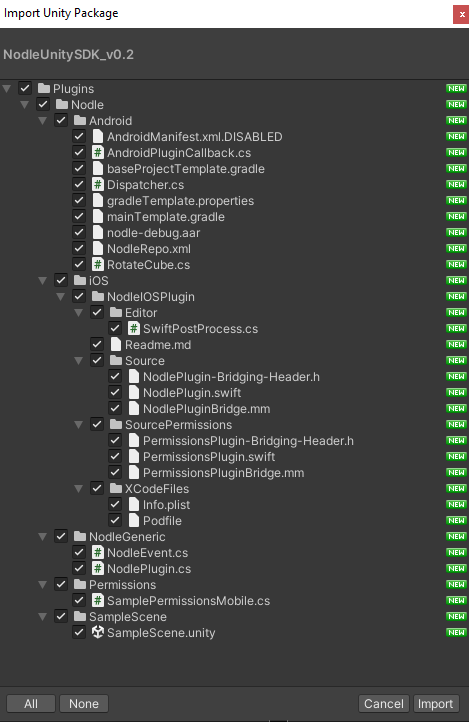 Import Unity Package
x
NodleUnitySDK_v0.2
Plugins NEW
Nodle NEW
Android NEW
AndroidManifest.xml.DISABLED NEW
# AndroidPluginCallback.cs NEW
baseProjectTemplate.gradle NEW
# Dispatcher.cs NEW
gradleTemplate.properties NEW
mainTemplate.gradle NEW
node-debug.aar NEW
NodleRepo.xml NEW
# RotateCube.cs NEW
iOS NEW
NodleIOSPlugin NEW
Editor NEW
# SwiftPostProcess.cs NEW
Readme.md NEW
Source NEW
NodlePlugin-Bridging-Header.h NEW
NodlePlugin.swift NEW
NodlePluginBridge.mm NEW
SourcePermissions NEW
PermissionsPlugin-Bridging-Header.h NEW
PermissionsPlugin.swift NEW
PermissionsPluginBridge.mm NEW
XCodeFiles NEW
Info.plist NEW
Podfile NEW
NodleGeneric NEW
# NodleEvent.cs NEW
# NodlePlugin.cs NEW
Permissions NEW
# SamplePermissionsMobile.cs NEW
SampleScene NEW
SampleScene.unity NEW
All None Cancel Import